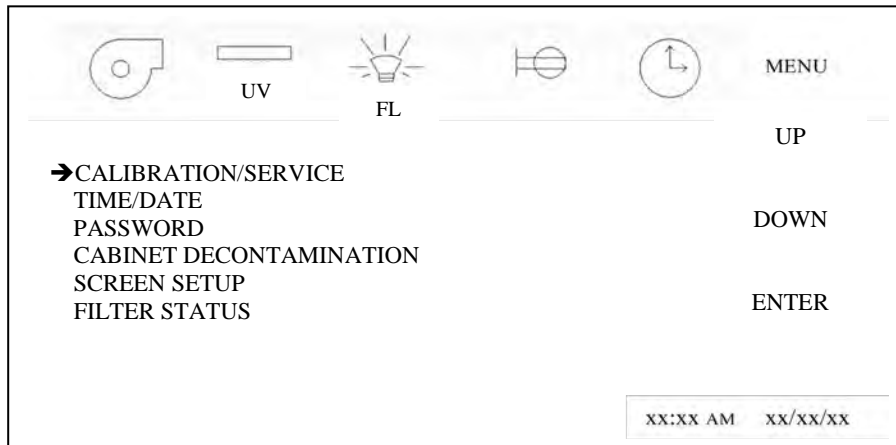 MENU
UV
FL
UP
➔CALIBRATION/SERVICE
TIME/DATE
PASSWORD
DOWN
CABINET DECONTAMINATION
SCREEN SETUP
FILTER STATUS
ENTER
xx:xx AM xx/xx/xx